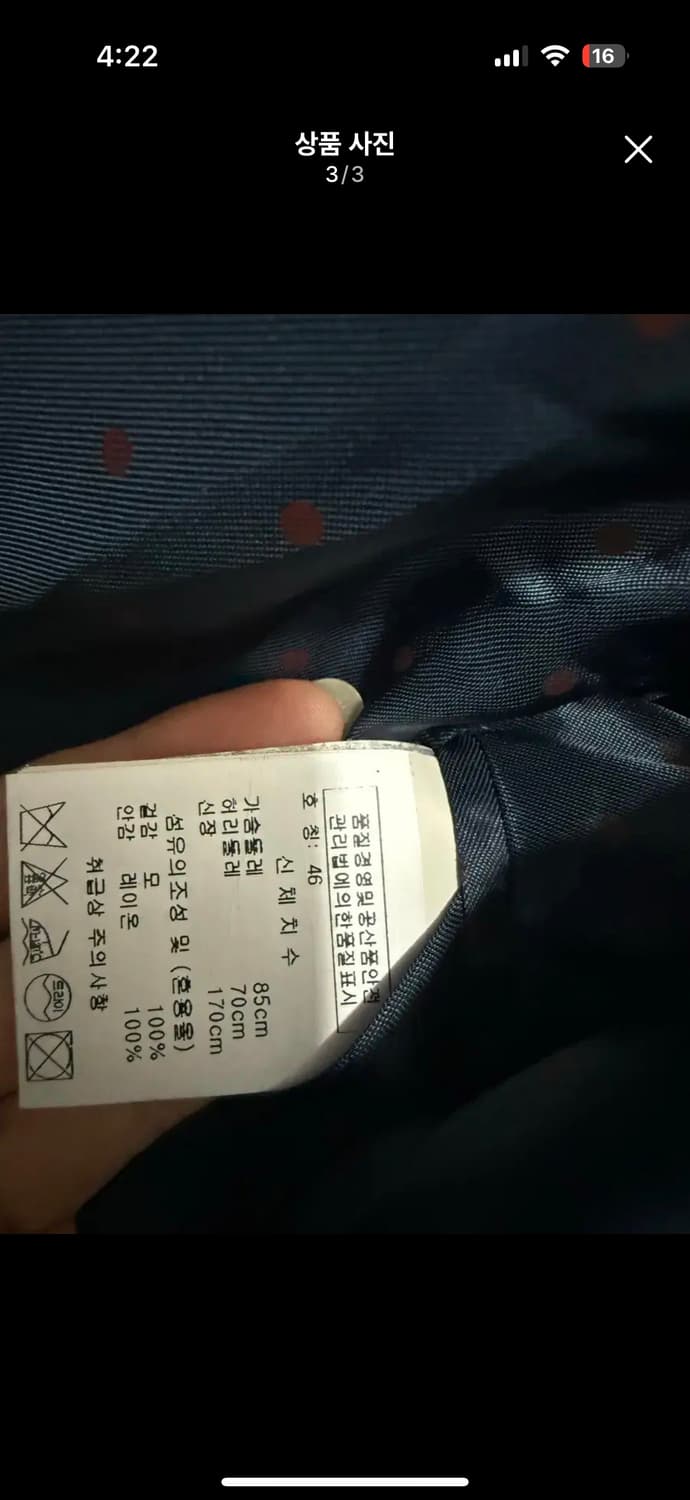 4:22
16
상품 사진
3/3
품질경영및공산품안전
관리법에의한품질표시
호 칭: 46
신 체 치 수
가슴둘레 85cm
허리둘레 70cm
신장 170cm
섬유의조성 및 (혼용율)
겉감 모 100%
안감 레이온 100%
취급상 주의사항
드라이